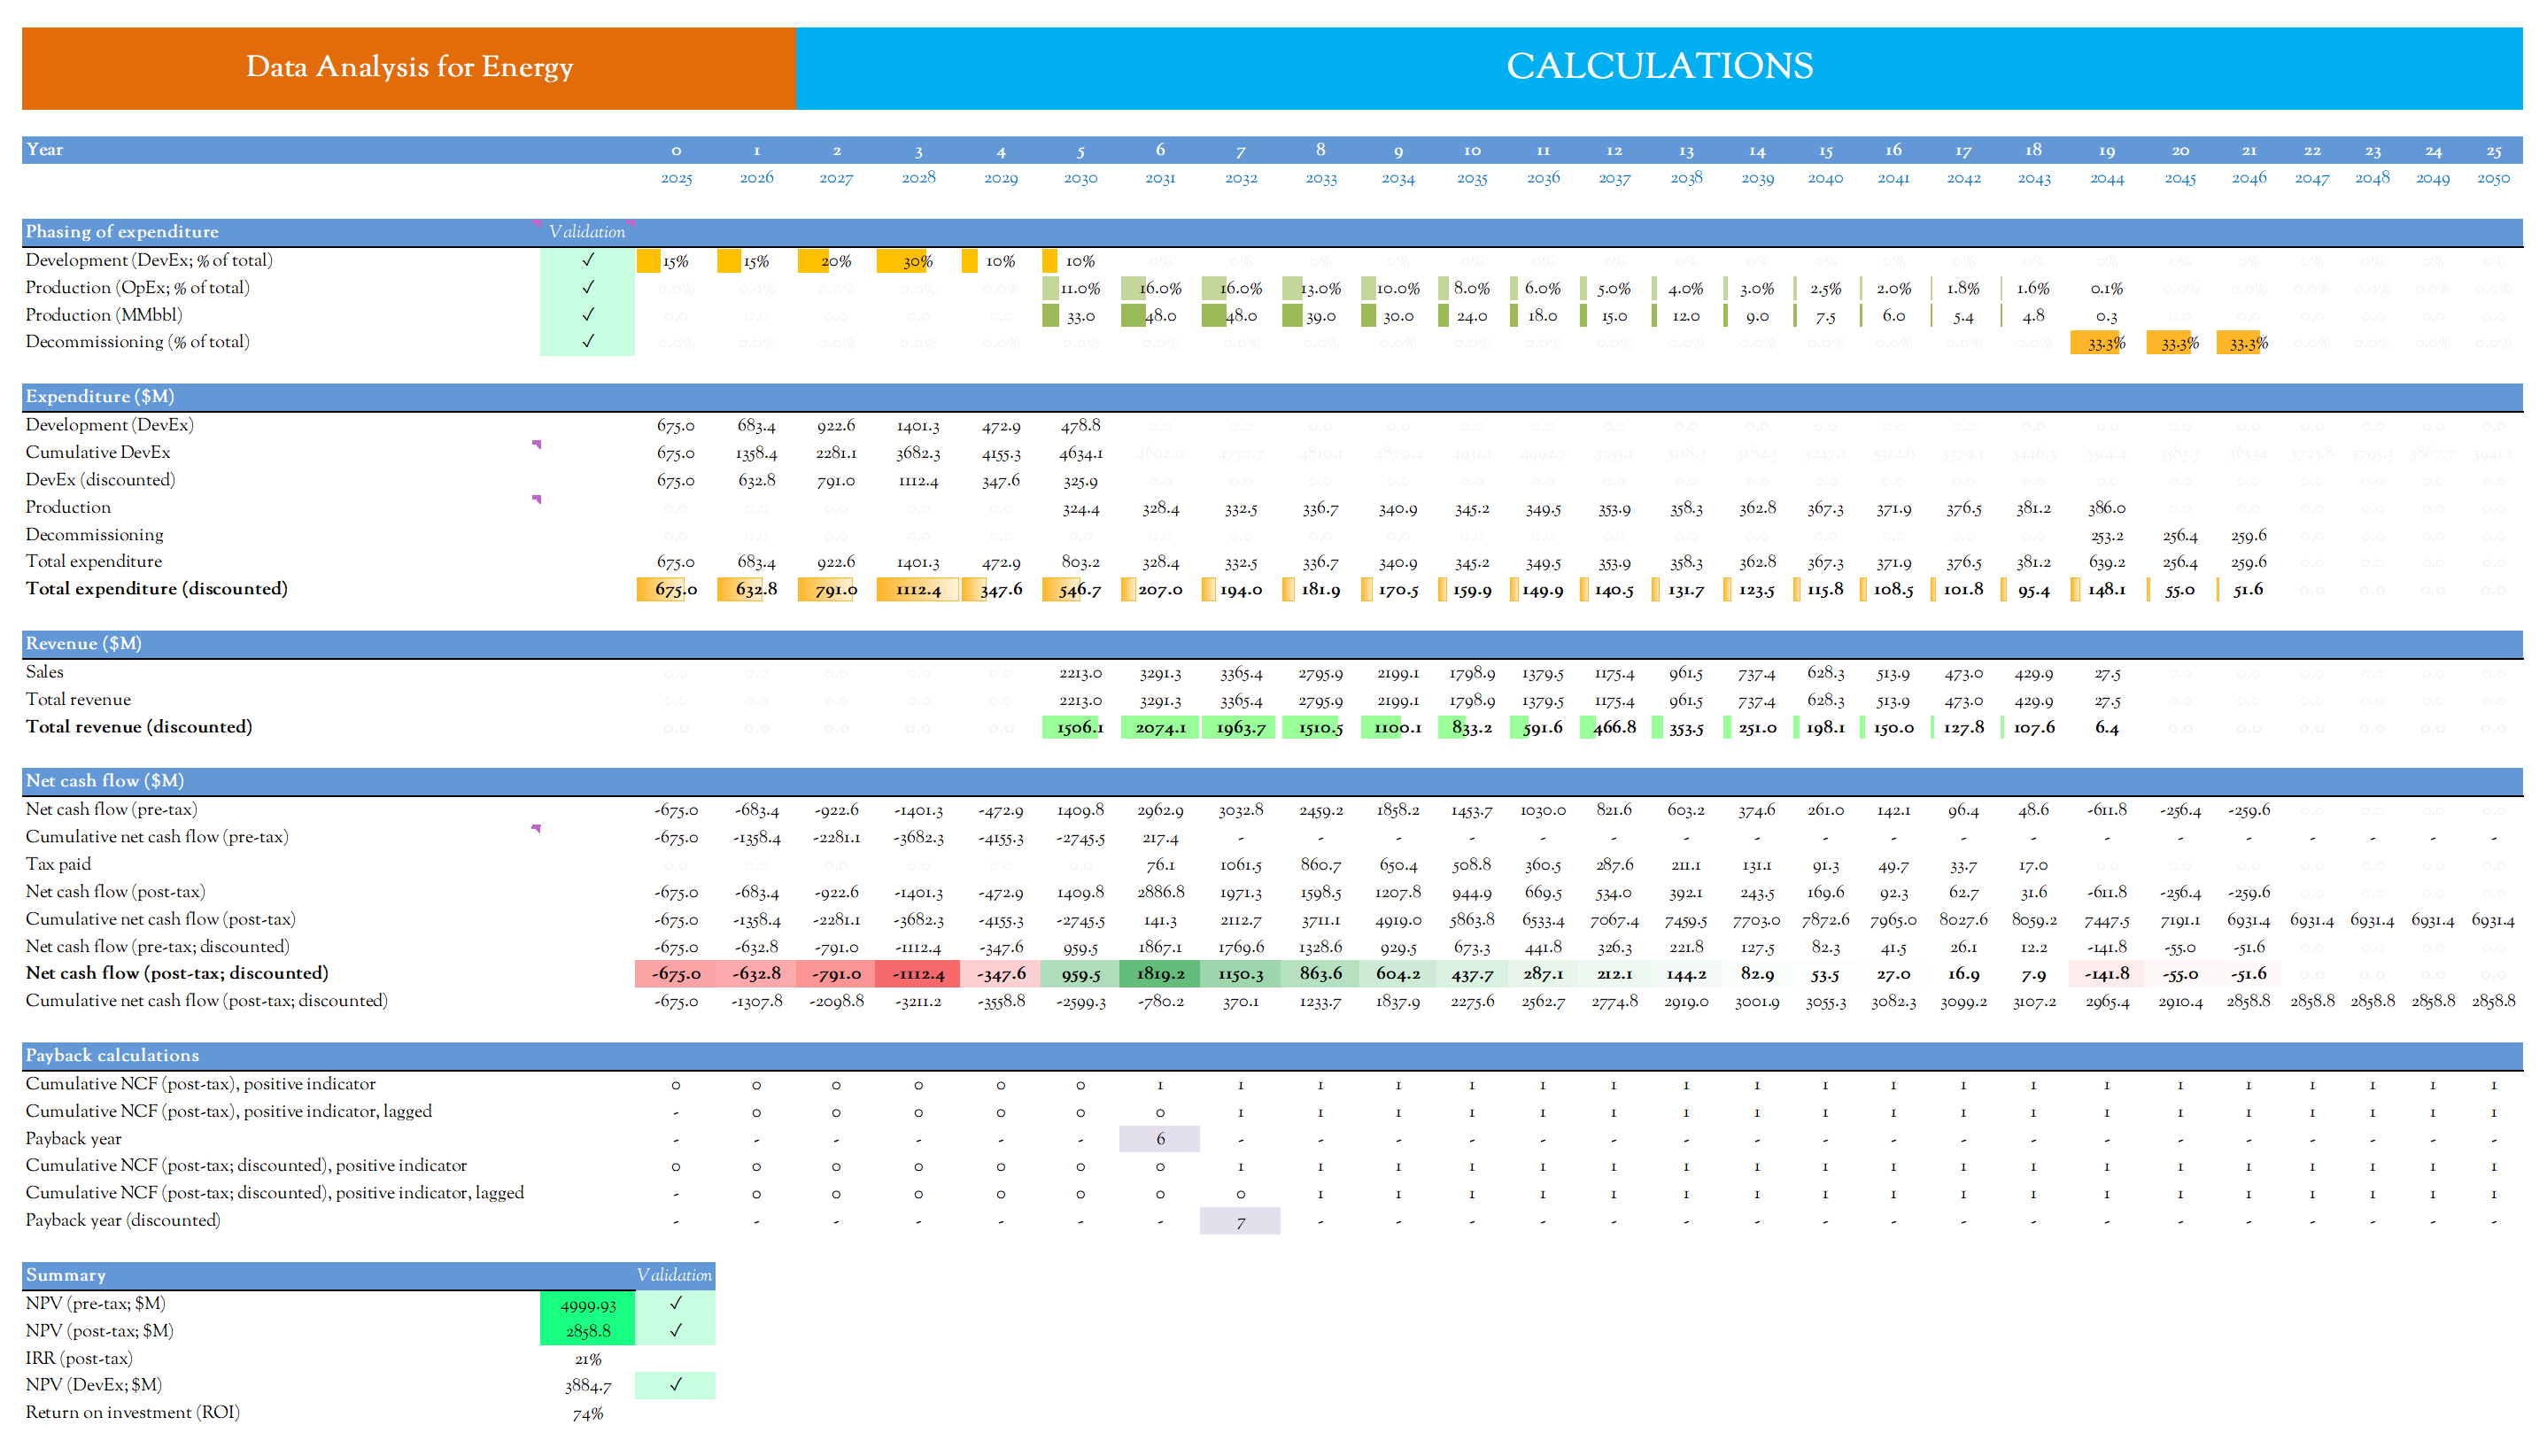 Data Analysis for Energy CALCULATIONS
Year 0 1 2 3 4 5 6 7 8 9 10 11 12 13 14 15 16 17 18 19 20 21 22 23 24 25
2025 2026 2027 2028 2029 2030 2031 2032 2033 2034 2035 2036 2037 2038 2039 2040 2041 2042 2043 2044 2045 2046 2047 2048 2049 2050
Phasing of expenditure Validation
Development (DevEx; % of total) ✓ 15% 15% 20% 30% 10% 10% 0% 0% 0% 0% 0% 0% 0% 0% 0% 0% 0% 0% 0% 0% 0% 0% 0% 0% 0% 0%
Production (OpEx; % of total) ✓ 0.0% 0.0% 0.0% 0.0% 0.0% 11.0% 16.0% 16.0% 13.0% 10.0% 8.0% 6.0% 5.0% 4.0% 3.0% 2.5% 2.0% 1.8% 1.6% 0.1% 0.0% 0.0% 0.0% 0.0% 0.0% 0.0%
Production (MMbbl) ✓ 0.0 0.0 0.0 0.0 0.0 33.0 48.0 48.0 39.0 30.0 24.0 18.0 15.0 12.0 9.0 7.5 6.0 5.4 4.8 0.3 0.0 0.0 0.0 0.0 0.0 0.0
Decommissioning (% of total) ✓ 0.0% 0.0% 0.0% 0.0% 0.0% 0.0% 0.0% 0.0% 0.0% 0.0% 0.0% 0.0% 0.0% 0.0% 0.0% 0.0% 0.0% 0.0% 0.0% 33.3% 33.3% 33.3% 0.0% 0.0% 0.0% 0.0%
Expenditure ($M)
Development (DevEx) 675.0 683.4 922.6 1401.3 472.9 478.8 0.0 0.0 0.0 0.0 0.0 0.0 0.0 0.0 0.0 0.0 0.0 0.0 0.0 0.0 0.0 0.0 0.0 0.0 0.0 0.0
Cumulative DevEx 675.0 1358.4 2281.1 3682.3 4155.3 4634.1 4692.0 4750.7 4810.1 4870.2 4931.1 4992.7 5055.1 5118.3 5182.3 5247.1 5312.6 5379.1 5446.3 5514.4 5583.3 5653.1 5723.8 5795.3 5867.7 5941.1
DevEx (discounted) 675.0 632.8 791.0 1112.4 347.6 325.9 0.0 0.0 0.0 0.0 0.0 0.0 0.0 0.0 0.0 0.0 0.0 0.0 0.0 0.0 0.0 0.0 0.0 0.0 0.0 0.0
Production 0.0 0.0 0.0 0.0 0.0 324.4 328.4 332.5 336.7 340.9 345.2 349.5 353.9 358.3 362.8 367.3 371.9 376.5 381.2 386.0 0.0 0.0 0.0 0.0 0.0 0.0
Decommissioning 0.0 0.0 0.0 0.0 0.0 0.0 0.0 0.0 0.0 0.0 0.0 0.0 0.0 0.0 0.0 0.0 0.0 0.0 0.0 253.2 256.4 259.6 0.0 0.0 0.0 0.0
Total expenditure 675.0 683.4 922.6 1401.3 472.9 803.2 328.4 332.5 336.7 340.9 345.2 349.5 353.9 358.3 362.8 367.3 371.9 376.5 381.2 639.2 256.4 259.6 0.0 0.0 0.0 0.0
Total expenditure (discounted) 675.0 632.8 791.0 1112.4 347.6 546.7 207.0 194.0 181.9 170.5 159.9 149.9 140.5 131.7 123.5 115.8 108.5 101.8 95.4 148.1 55.0 51.6 0.0 0.0 0.0 0.0
Revenue ($M)
Sales 0.0 0.0 0.0 0.0 0.0 2213.0 3291.3 3365.4 2795.9 2199.1 1798.9 1379.5 1175.4 961.5 737.4 628.3 513.9 473.0 429.9 27.5 0.0 0.0 0.0 0.0 0.0 0.0
Total revenue 0.0 0.0 0.0 0.0 0.0 2213.0 3291.3 3365.4 2795.9 2199.1 1798.9 1379.5 1175.4 961.5 737.4 628.3 513.9 473.0 429.9 27.5 0.0 0.0 0.0 0.0 0.0 0.0
Total revenue (discounted) 0.0 0.0 0.0 0.0 0.0 1506.1 2074.1 1963.7 1510.5 1100.1 833.2 591.6 466.8 353.5 251.0 198.1 150.0 127.8 107.6 6.4 0.0 0.0 0.0 0.0 0.0 0.0
Net cash flow ($M)
Net cash flow (pre-tax) -675.0 -683.4 -922.6 -1401.3 -472.9 1409.8 2962.9 3032.8 2459.2 1858.2 1453.7 1030.0 821.6 603.2 374.6 261.0 142.1 96.4 48.6 -611.8 -256.4 -259.6 0.0 0.0 0.0 0.0
Cumulative net cash flow (pre-tax) -675.0 -1358.4 -2281.1 -3682.3 -4155.3 -2745.5 217.4 - - - - - - - - - - - - - - - - - - -
Tax paid 0.0 0.0 0.0 0.0 0.0 0.0 76.1 1061.5 860.7 650.4 508.8 360.5 287.6 211.1 131.1 91.3 49.7 33.7 17.0 0.0 0.0 0.0 0.0 0.0 0.0 0.0
Net cash flow (post-tax) -675.0 -683.4 -922.6 -1401.3 -472.9 1409.8 2886.8 1971.3 1598.5 1207.8 944.9 669.5 534.0 392.1 243.5 169.6 92.3 62.7 31.6 -611.8 -256.4 -259.6 0.0 0.0 0.0 0.0
Cumulative net cash flow (post-tax) -675.0 -1358.4 -2281.1 -3682.3 -4155.3 -2745.5 141.3 2112.7 3711.1 4919.0 5863.8 6533.4 7067.4 7459.5 7703.0 7872.6 7965.0 8027.6 8059.2 7447.5 7191.1 6931.4 6931.4 6931.4 6931.4 6931.4
Net cash flow (pre-tax; discounted) -675.0 -632.8 -791.0 -1112.4 -347.6 959.5 1867.1 1769.6 1328.6 929.5 673.3 441.8 326.3 221.8 127.5 82.3 41.5 26.1 12.2 -141.8 -55.0 -51.6 0.0 0.0 0.0 0.0
Net cash flow (post-tax; discounted) -675.0 -632.8 -791.0 -1112.4 -347.6 959.5 1819.2 1150.3 863.6 604.2 437.7 287.1 212.1 144.2 82.9 53.5 27.0 16.9 7.9 -141.8 -55.0 -51.6 0.0 0.0 0.0 0.0
Cumulative net cash flow (post-tax; discounted) -675.0 -1307.8 -2098.8 -3211.2 -3558.8 -2599.3 -780.2 370.1 1233.7 1837.9 2275.6 2562.7 2774.8 2919.0 3001.9 3055.3 3082.3 3099.2 3107.2 2965.4 2910.4 2858.8 2858.8 2858.8 2858.8 2858.8
Payback calculations
Cumulative NCF (post-tax), positive indicator 0 0 0 0 0 0 1 1 1 1 1 1 1 1 1 1 1 1 1 1 1 1 1 1 1 1
Cumulative NCF (post-tax), positive indicator, lagged - 0 0 0 0 0 0 1 1 1 1 1 1 1 1 1 1 1 1 1 1 1 1 1 1 1
Payback year - - - - - - 6 - - - - - - - - - - - - - - - - - - -
Cumulative NCF (post-tax; discounted), positive indicator 0 0 0 0 0 0 0 1 1 1 1 1 1 1 1 1 1 1 1 1 1 1 1 1 1 1
Cumulative NCF (post-tax; discounted), positive indicator, lagged - 0 0 0 0 0 0 0 1 1 1 1 1 1 1 1 1 1 1 1 1 1 1 1 1 1
Payback year (discounted) - - - - - - - 7 - - - - - - - - - - - - - - - - - -
Summary Validation
NPV (pre-tax; $M) 4999.93 ✓
NPV (post-tax; $M) 2858.8 ✓
IRR (post-tax) 21%
NPV (DevEx; $M) 3884.7 ✓
Return on investment (ROI) 74%